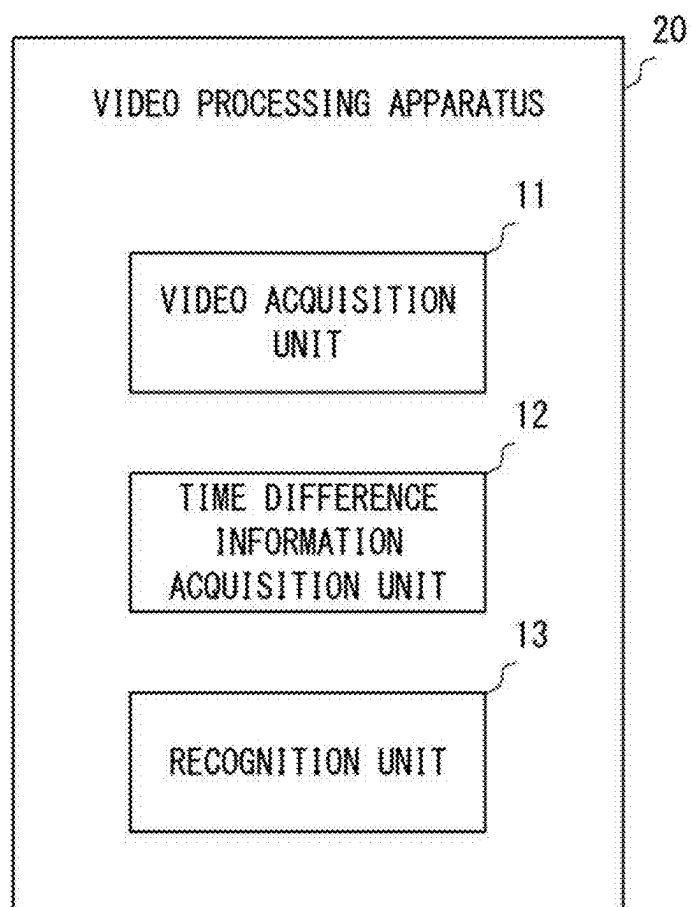 20
VIDEO PROCESSING APPARATUS
11
VIDEO ACQUISITION
UNIT
12
TIME DIFFERENCE
INFORMATION
ACQUISITION UNIT
13
RECOGNITION UNIT